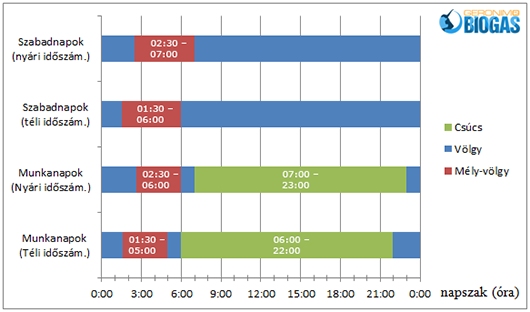 GERONIMO
BIOGAS
Szabadnapok
(nyári időszám.)
02:30 –
07:00
Szabadnapok
(téli időszám.)
01:30 –
06:00
Munkanapok
(Nyári időszám.)
02:30 –
06:00
07:00 –
23:00
Munkanapok
(Téli időszám.)
01:30 –
05:00
06:00 –
22:00
Csúcs
Völgy
Mély-völgy
0:00 3:00 6:00 9:00 12:00 15:00 18:00 21:00 0:00 napszak (óra)